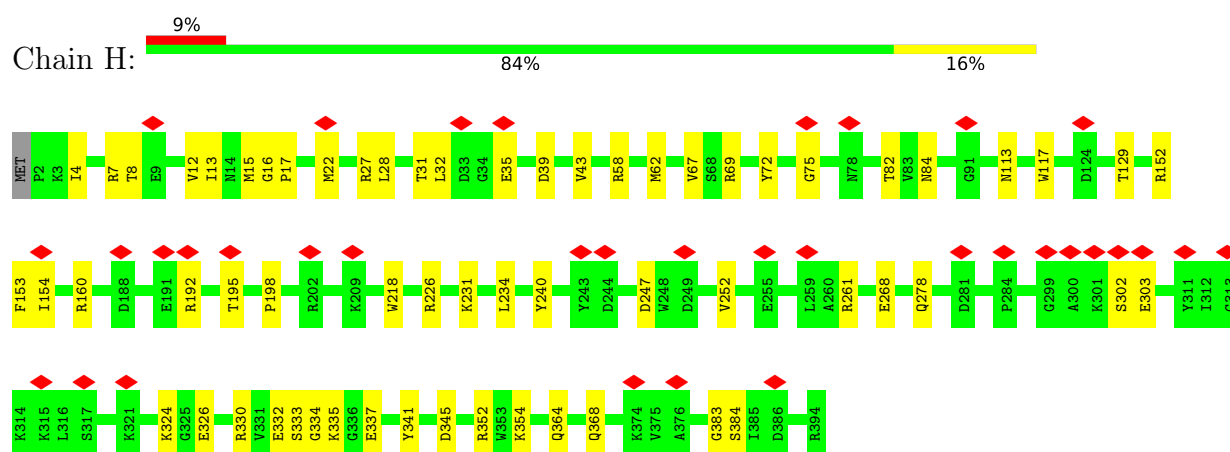 9%
Chain H:
84% 16%
MET P2 K3 I4 R7 T8 E9 V12 I13 N14 M15 G16 P17 M22 R27 L28 T31 L32 D33 G34 E35 D39 V43 R58 M62 V67 S68 R69 Y72 G75 N78 T82 V83 N84 G91 N113 W117 D124 T129 R152
F153 I154 R160 D188 E191 R192 T195 P198 R202 K209 W218 R226 K231 L234 Y240 Y243 D244 D247 W248 D249 V252 E255 L259 A260 R261 E268 Q278 D281 P284 G299 A300 K301 S302 E303 Y311 I312 G313
K314 K315 L316 S317 K321 K324 G325 E326 R330 V331 E332 S333 G334 K335 G336 E337 Y341 D345 R352 W353 K354 Q364 Q368 K374 V375 A376 G383 S384 I385 D386 R394